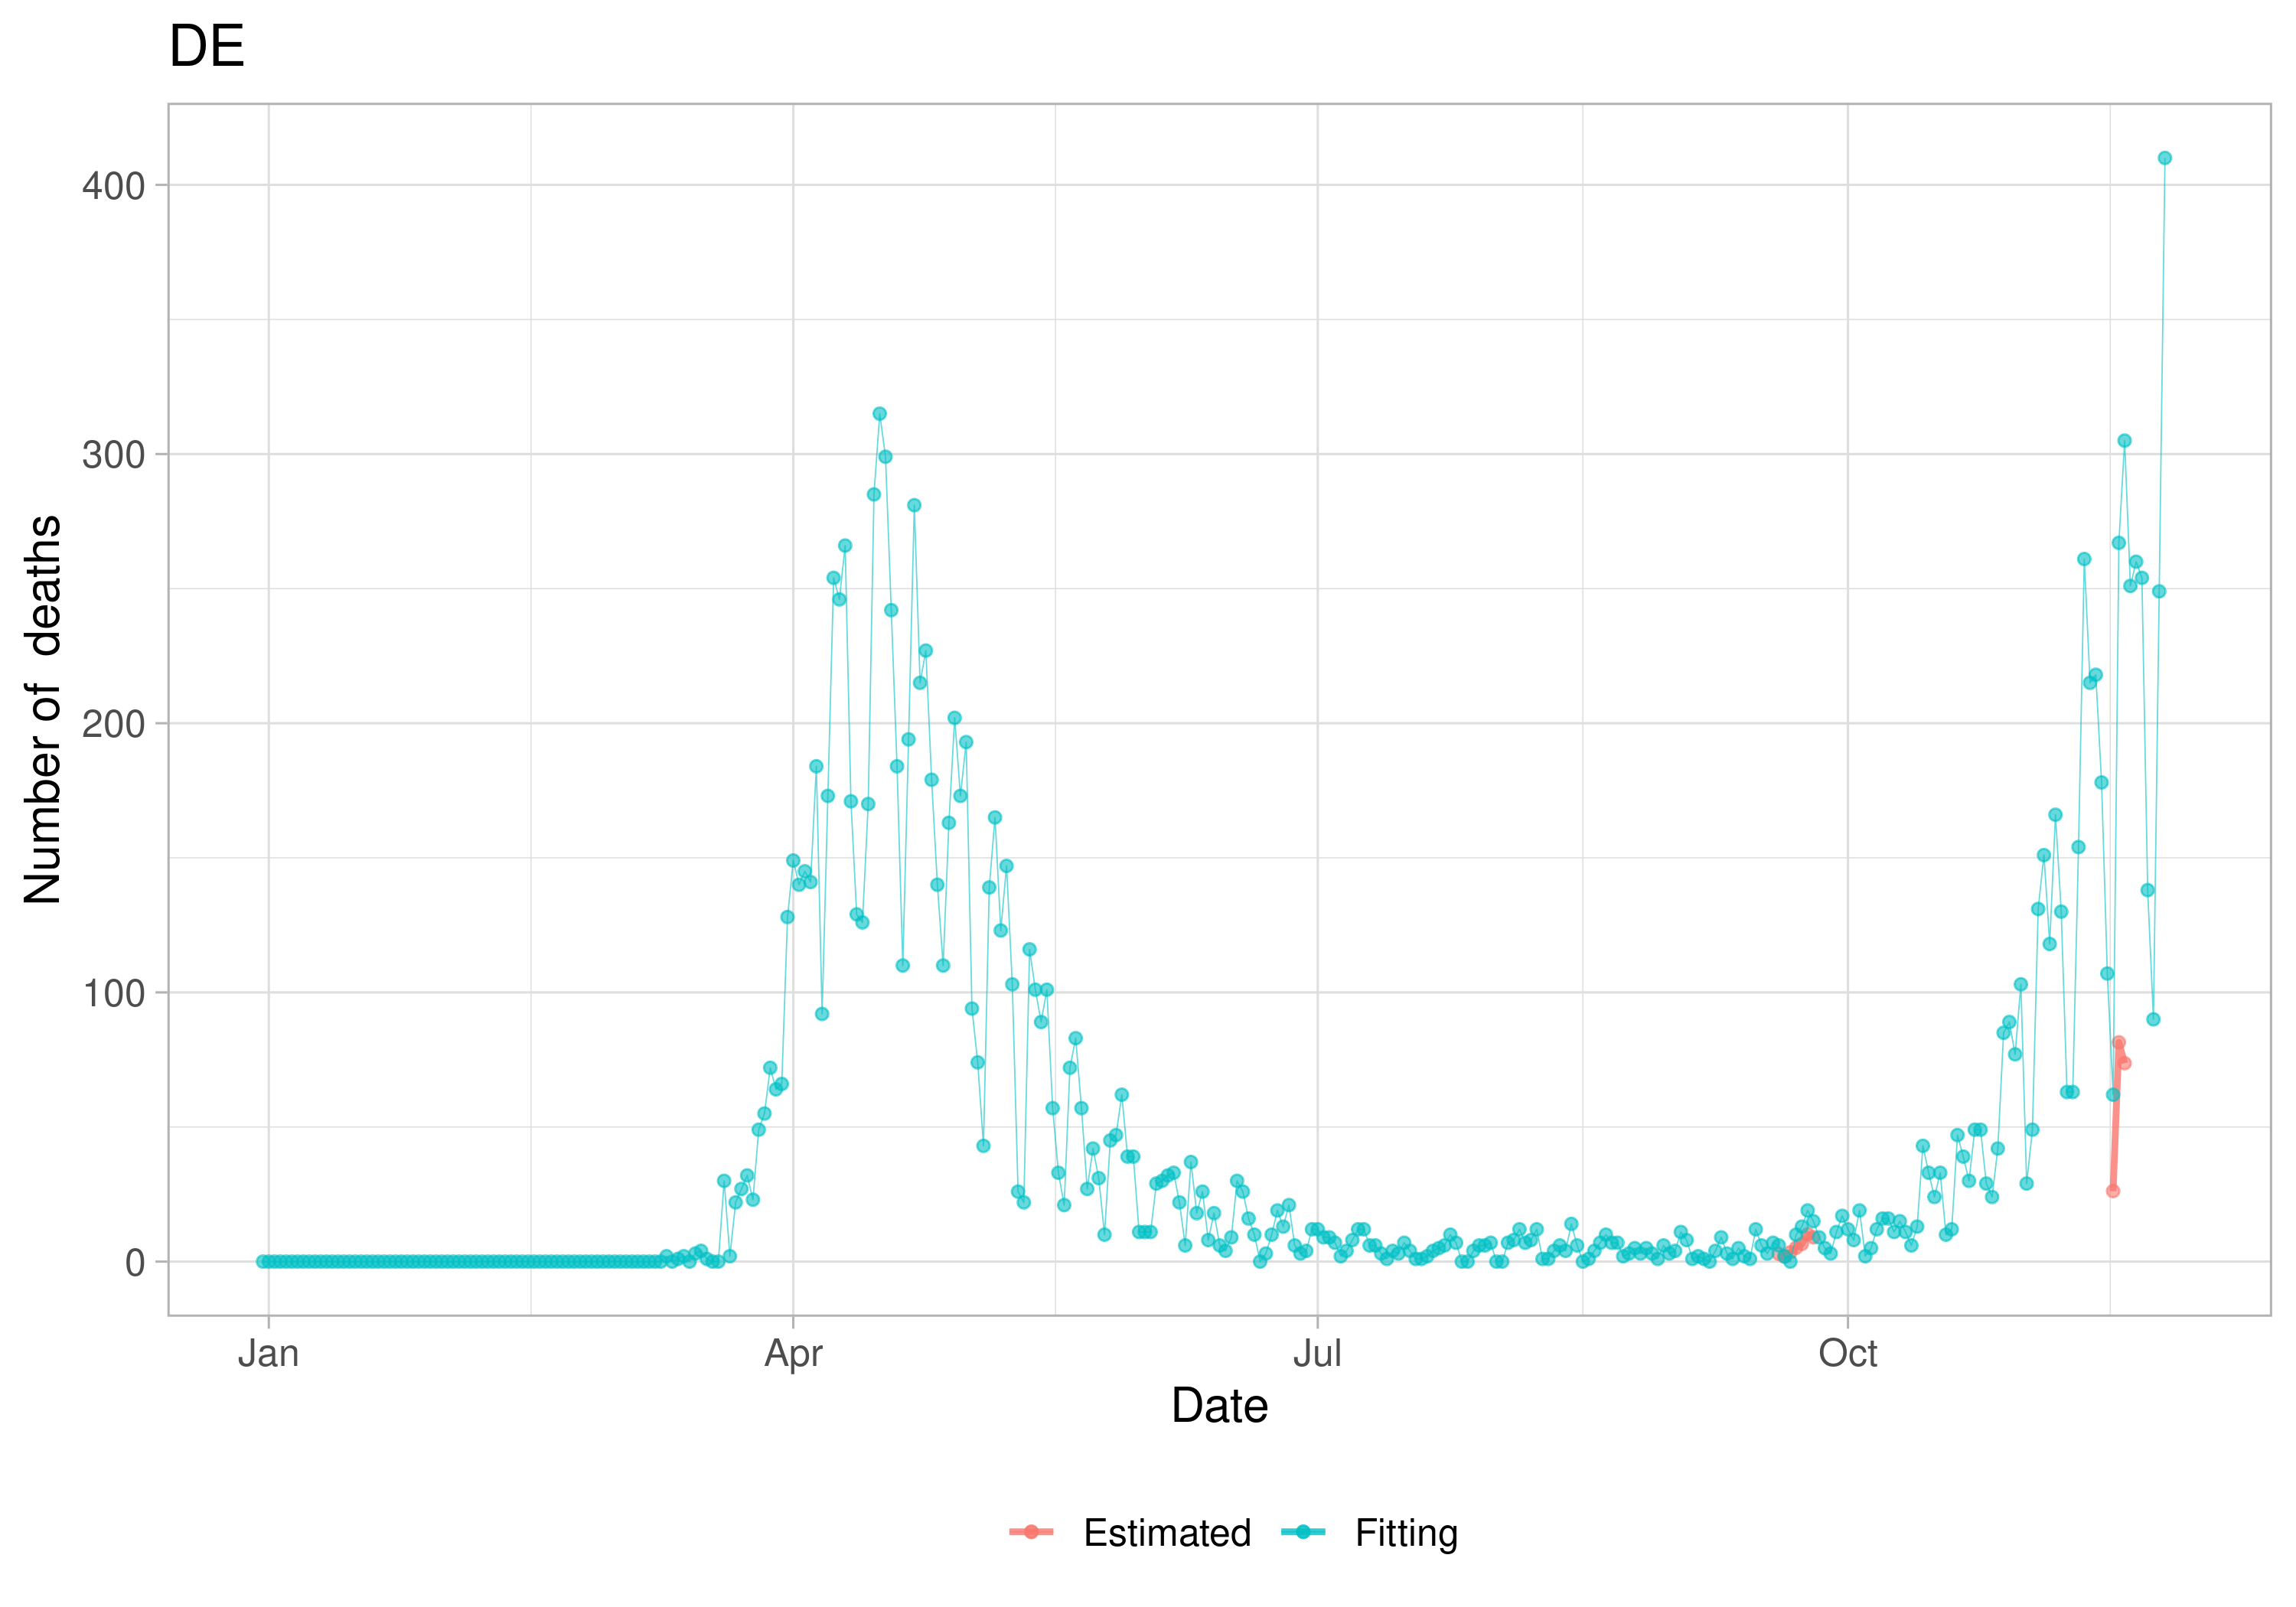 DE
400
300
200
100
0
Number of deaths
Jan Apr Jul Oct
Date
Estimated Fitting